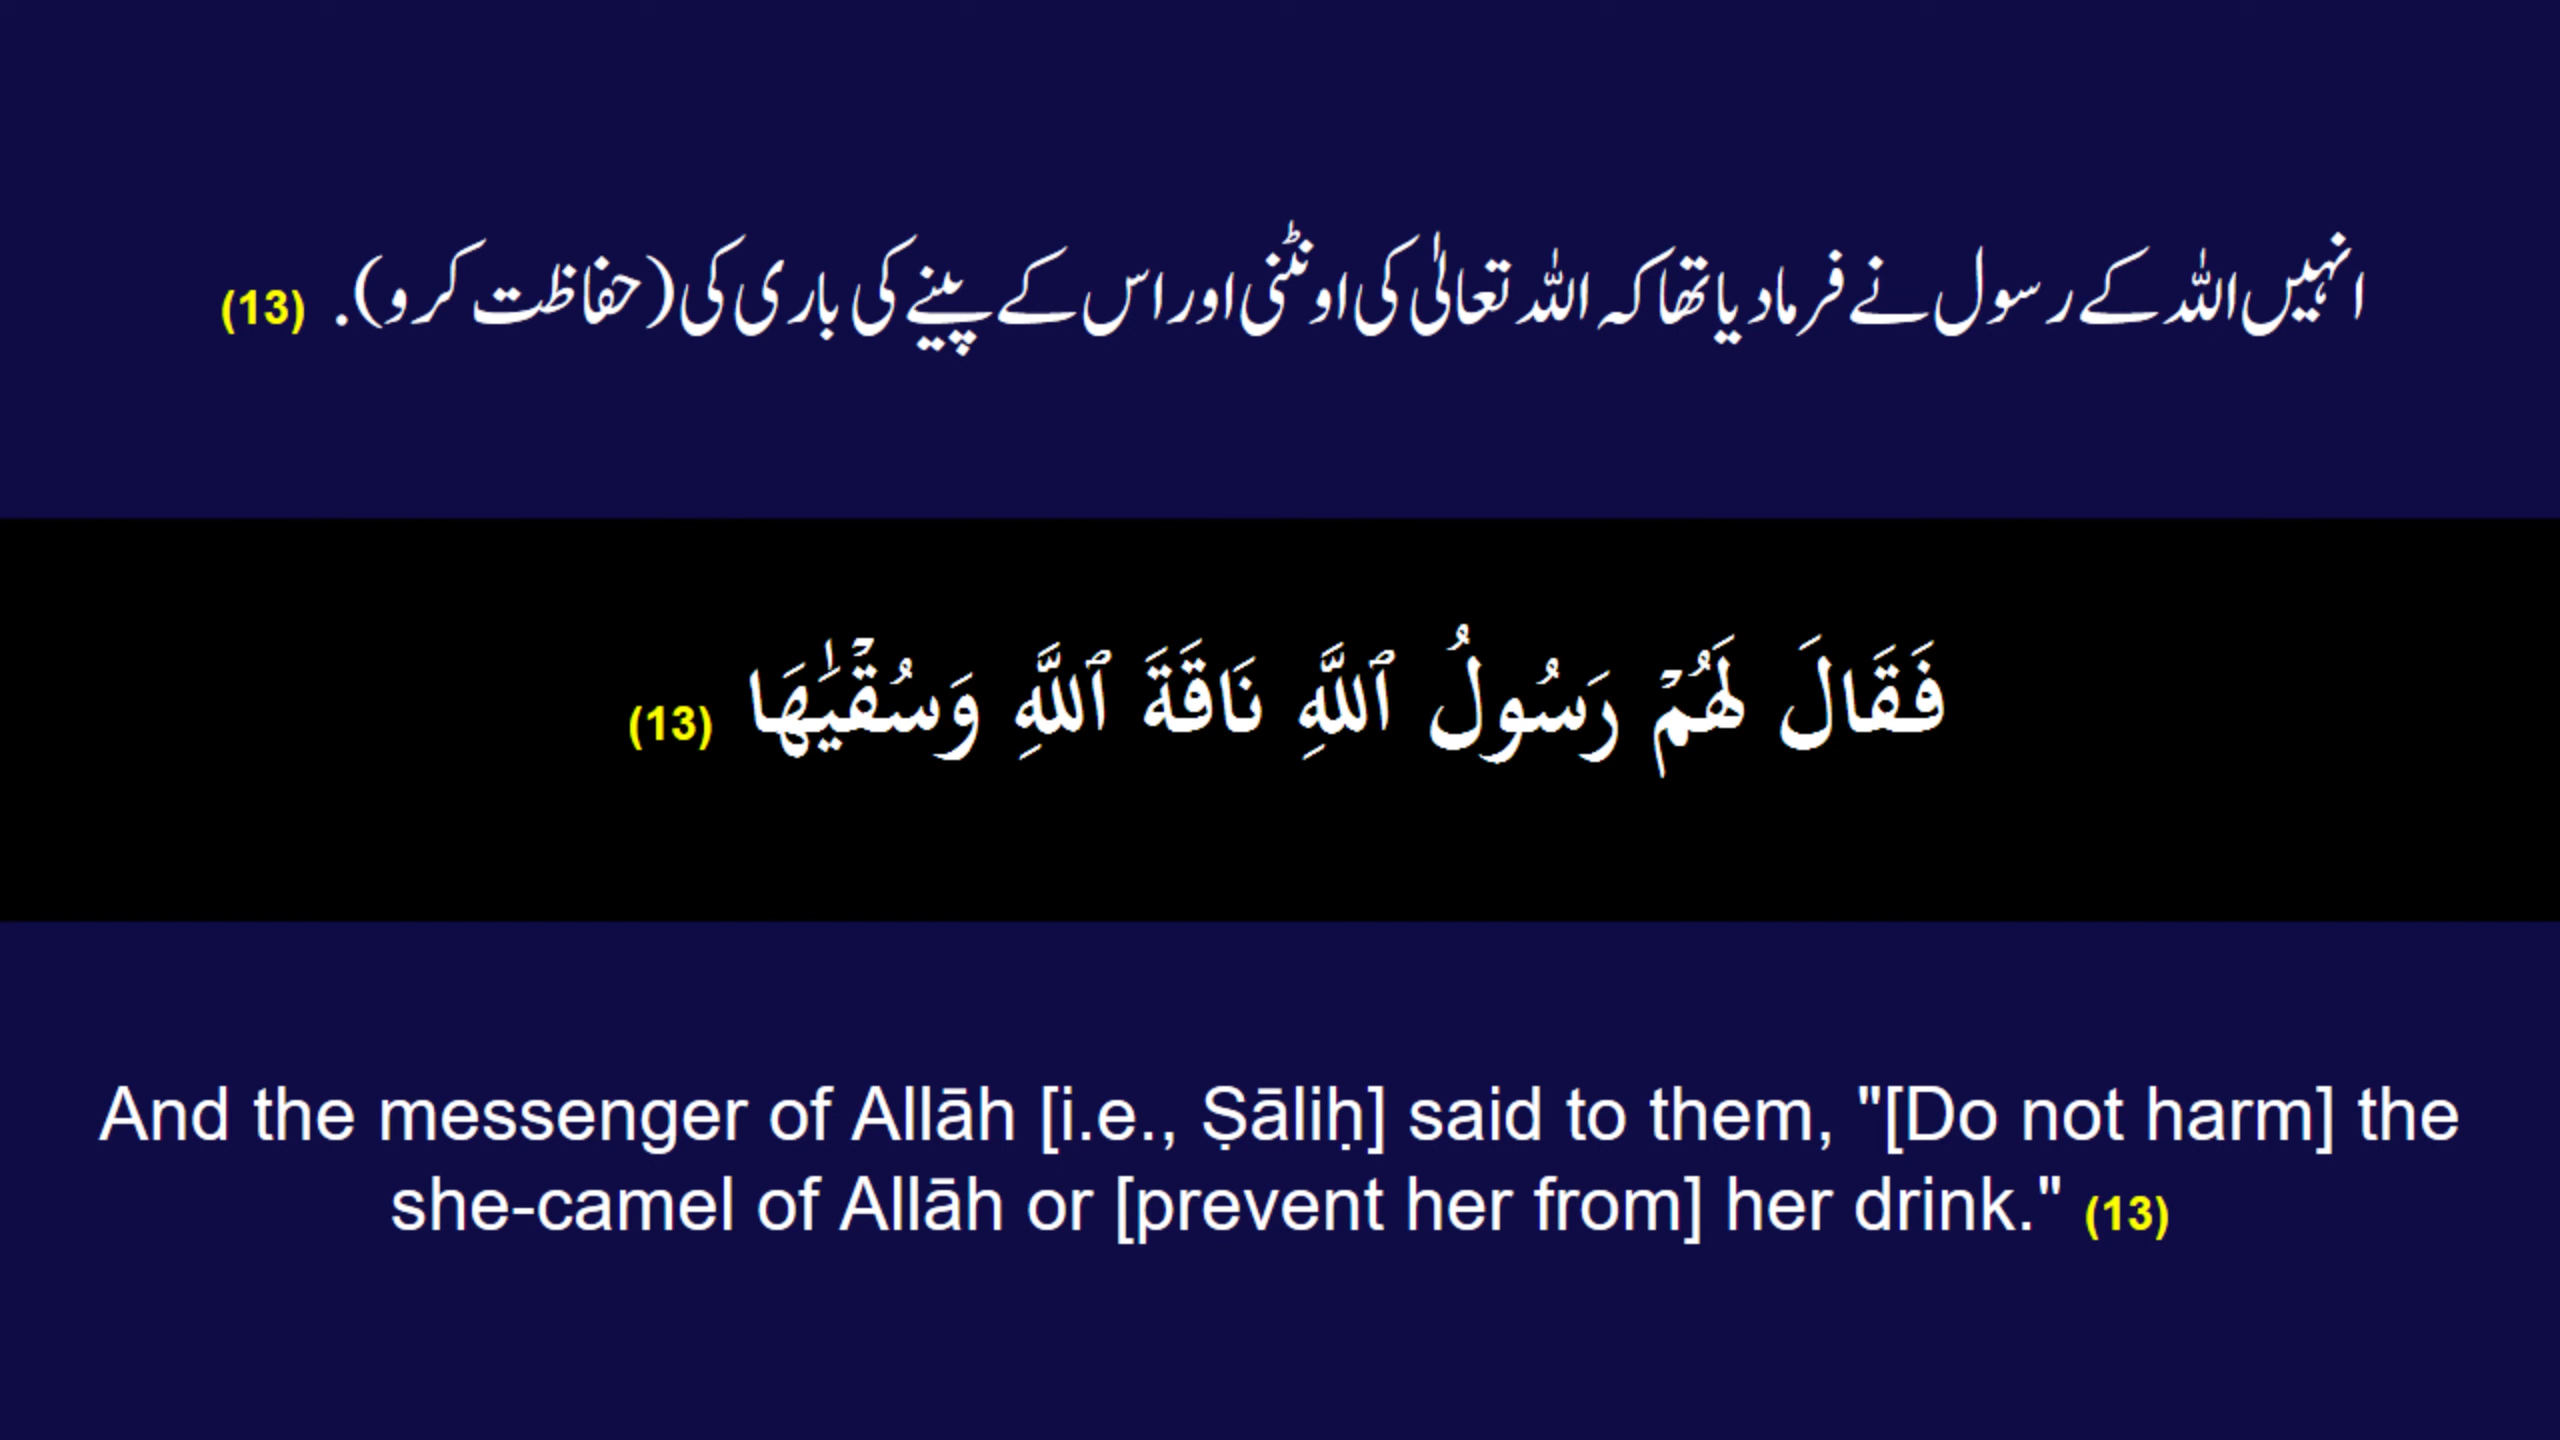 انہیں اللہ کے رسول نے فرما دیا تھا کہ اللہ تعالیٰ کی اونٹنی اور اس کے پینے کی باری کی (حفاﻇت کرو). (13)
فَقَالَ لَهُمۡ رَسُولُ ٱللَّهِ نَاقَةَ ٱللَّهِ وَسُقۡيَٰهَا (13)
And the messenger of Allāh [i.e., Ṣāliḥ] said to them, "[Do not harm] the
she-camel of Allāh or [prevent her from] her drink." (13)